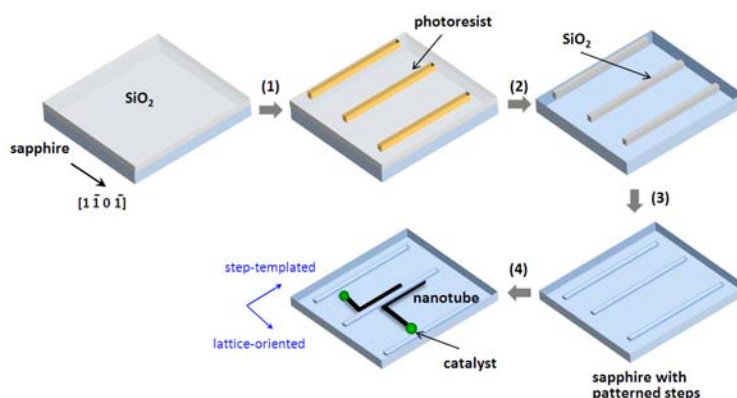 photoresist
SiO₂
SiO₂
(1)
(2)
sapphire
[1 1̄ 0 1̄]
(3)
step-templated
(4)
nanotube
lattice-oriented
catalyst
sapphire with
patterned steps